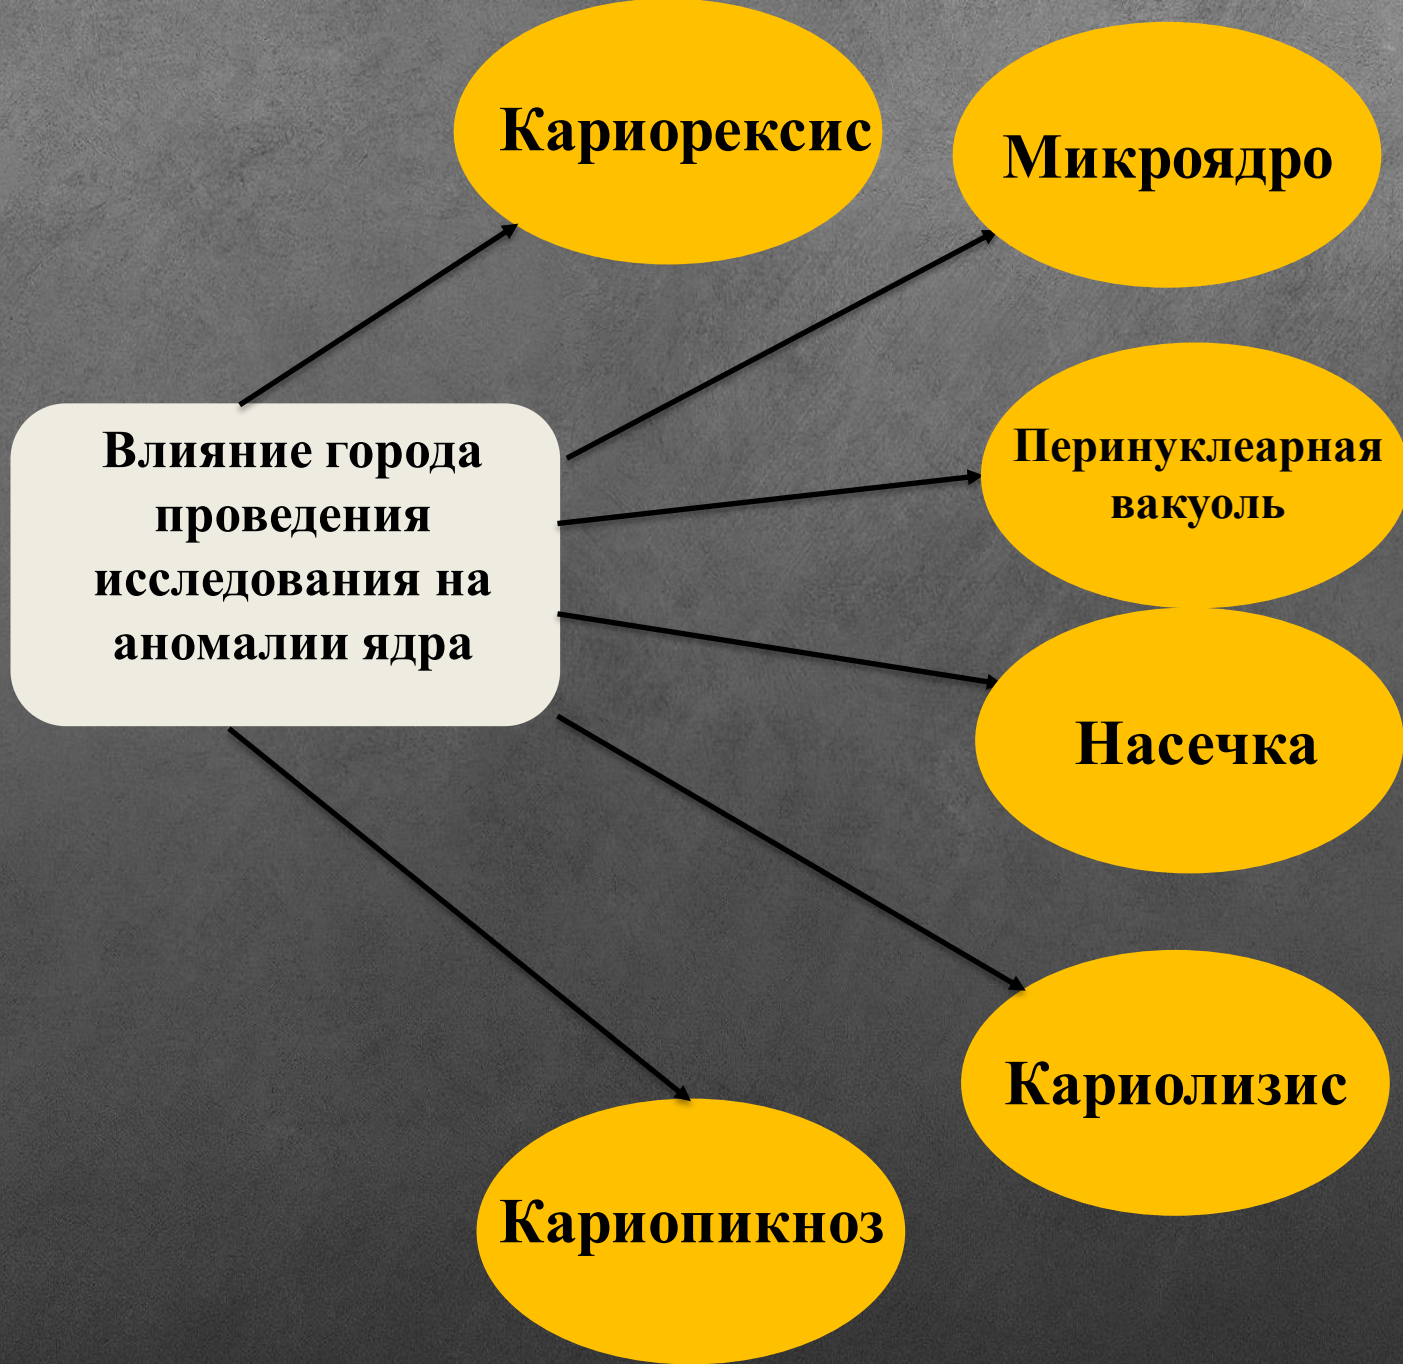 Кариорексис
Микроядро
Влияние города
проведения
исследования на
аномалии ядра
Перинуклеарная
вакуоль
Насечка
Кариолизис
Кариопикноз